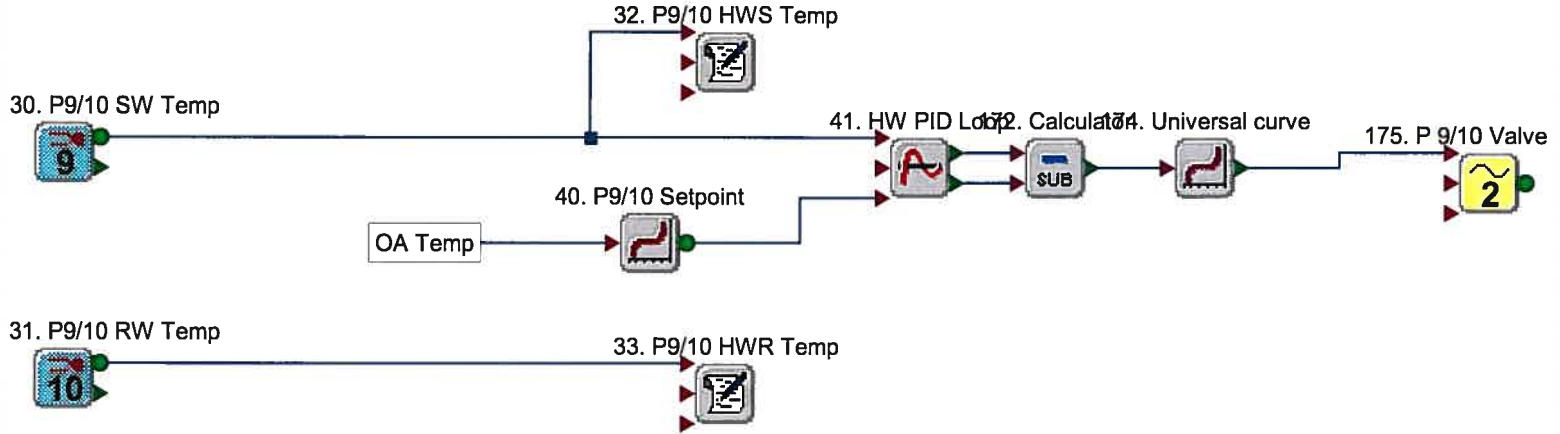 32. P9/10 HWS Temp
30. P9/10 SW Temp
9
41. HW PID Loop
172. Calculator
174. Universal curve
175. P 9/10 Valve
SUB
2
40. P9/10 Setpoint
OA Temp
31. P9/10 RW Temp
10
33. P9/10 HWR Temp